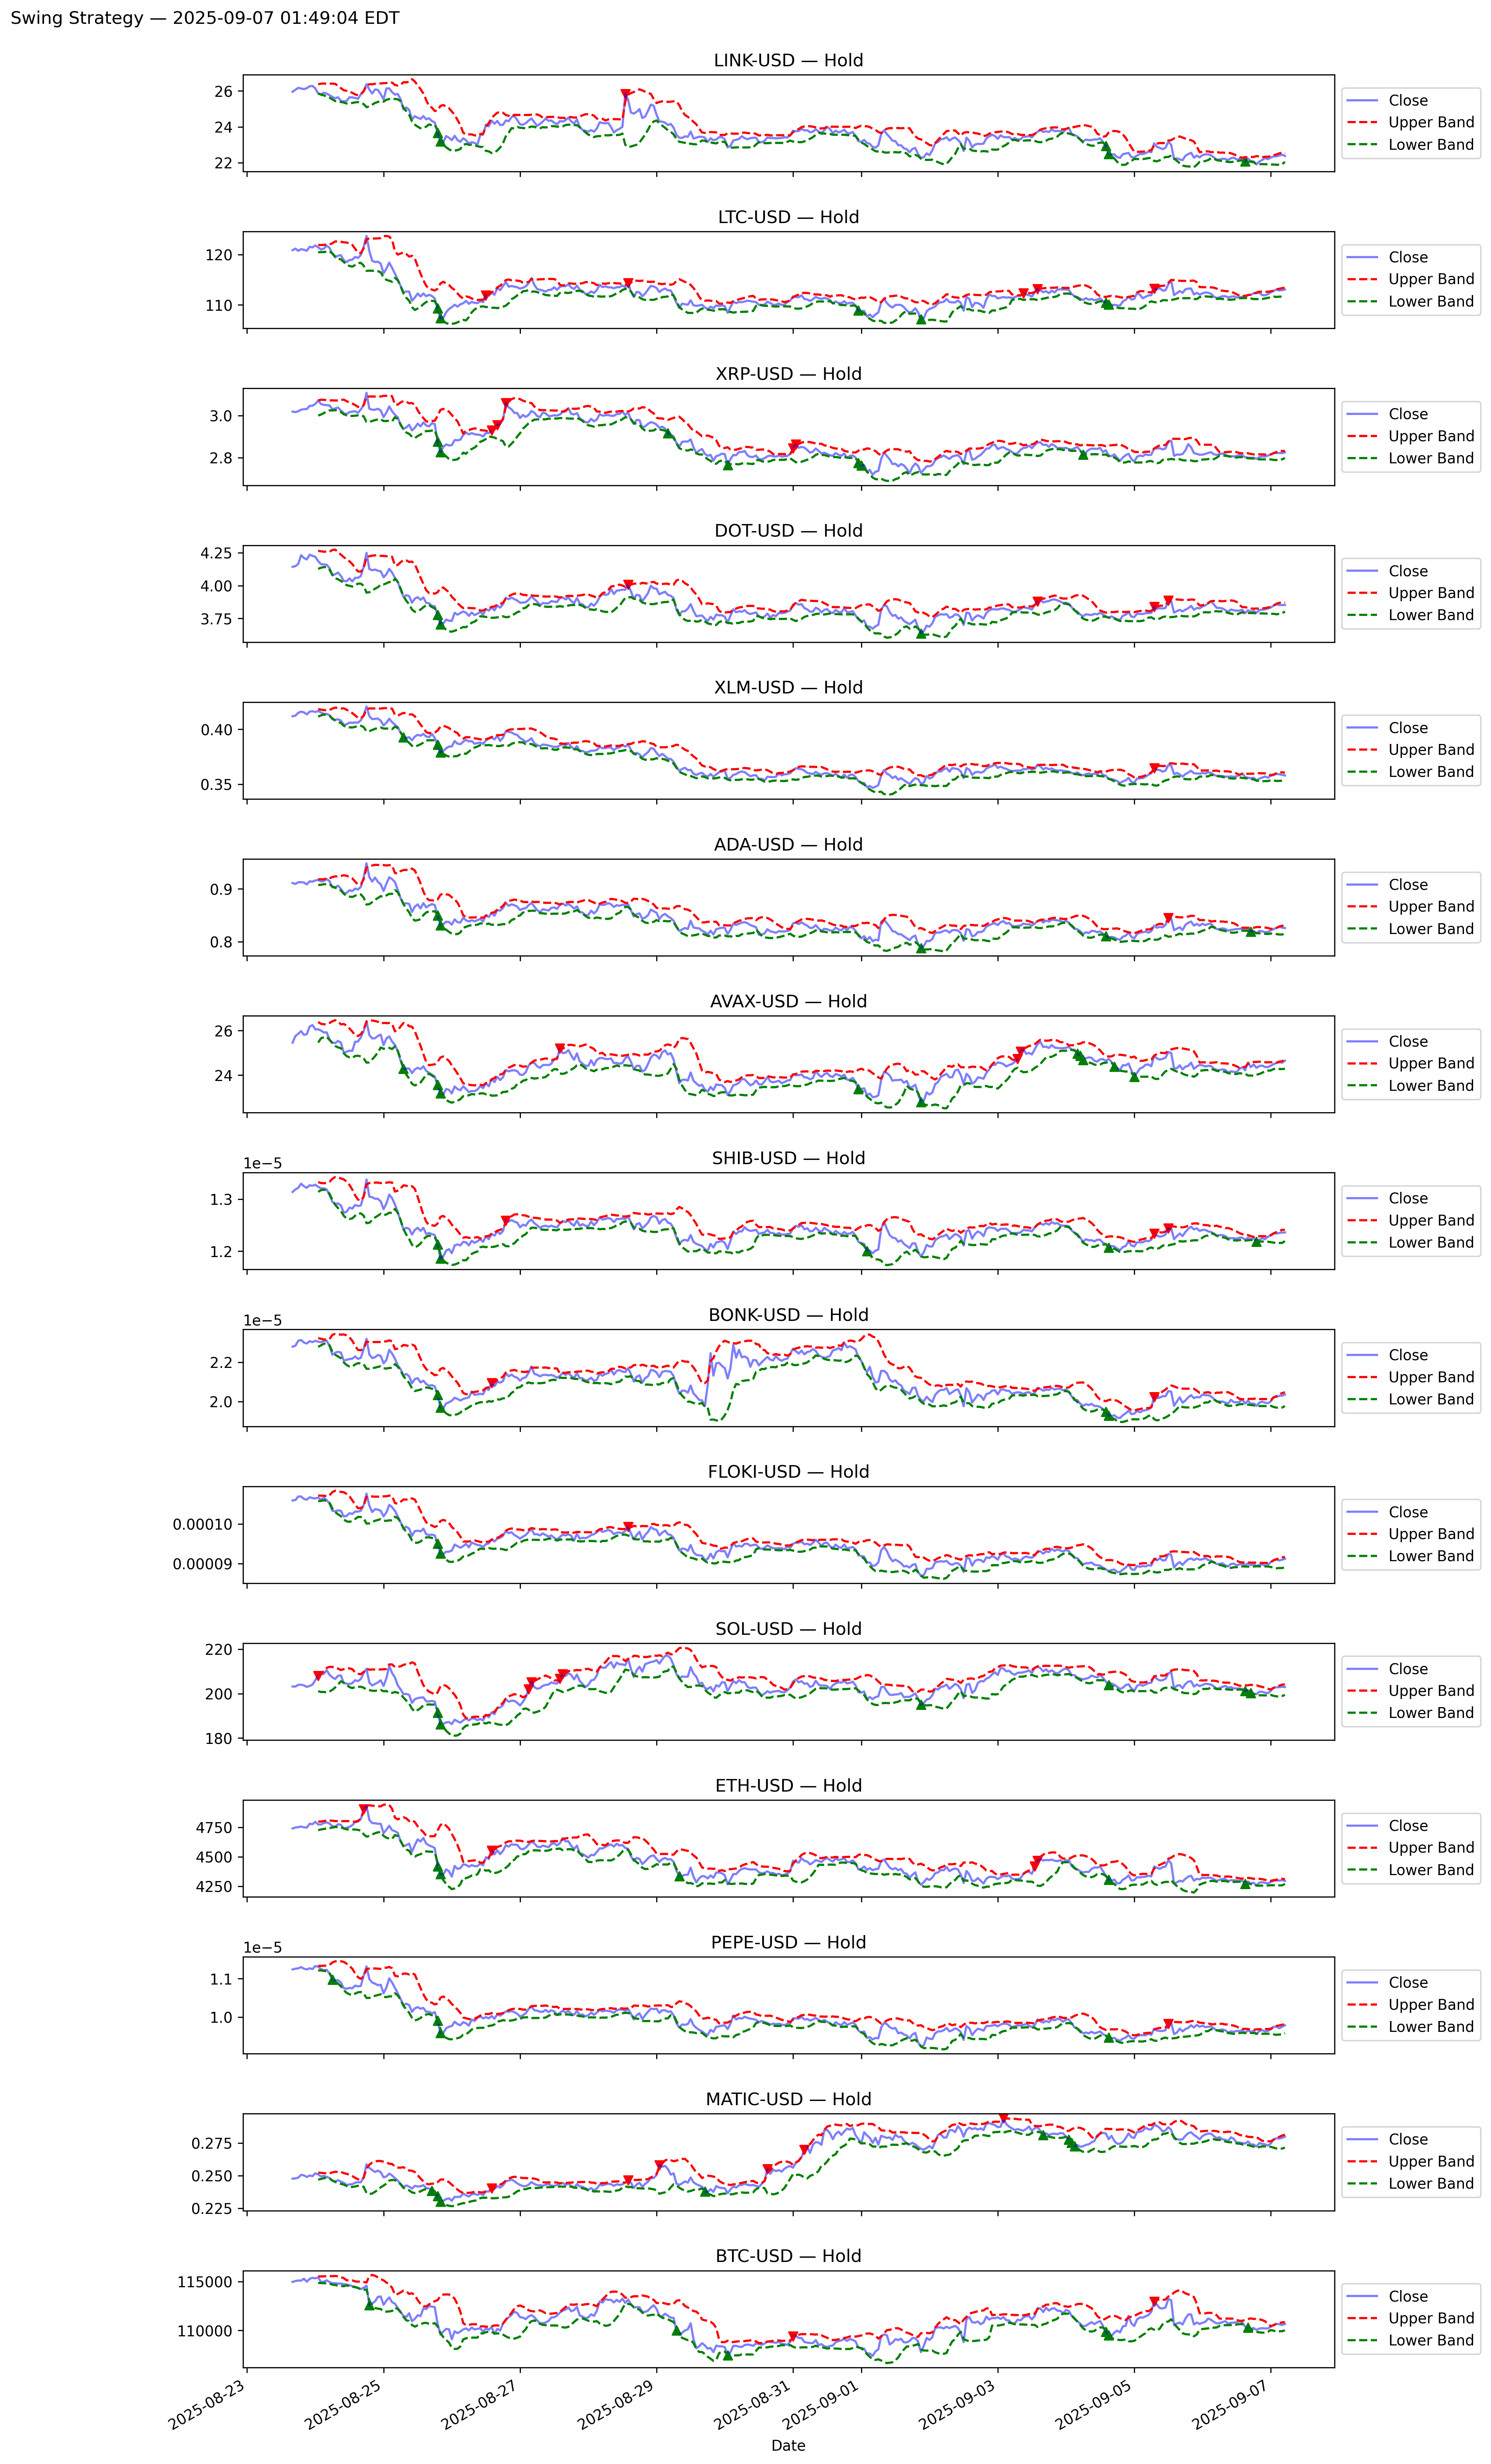 Swing Strategy — 2025-09-07 01:49:04 EDT
LINK-USD — Hold
26
24
22
Close
Upper Band
Lower Band
LTC-USD — Hold
120
110
Close
Upper Band
Lower Band
XRP-USD — Hold
3.0
2.8
Close
Upper Band
Lower Band
DOT-USD — Hold
4.25
4.00
3.75
Close
Upper Band
Lower Band
XLM-USD — Hold
0.40
0.35
Close
Upper Band
Lower Band
ADA-USD — Hold
0.9
0.8
Close
Upper Band
Lower Band
AVAX-USD — Hold
26
24
Close
Upper Band
Lower Band
SHIB-USD — Hold
1e−5
1.3
1.2
Close
Upper Band
Lower Band
BONK-USD — Hold
1e−5
2.2
2.0
Close
Upper Band
Lower Band
FLOKI-USD — Hold
0.00010
0.00009
Close
Upper Band
Lower Band
SOL-USD — Hold
220
200
180
Close
Upper Band
Lower Band
ETH-USD — Hold
4750
4500
4250
Close
Upper Band
Lower Band
PEPE-USD — Hold
1e−5
1.1
1.0
Close
Upper Band
Lower Band
MATIC-USD — Hold
0.275
0.250
0.225
Close
Upper Band
Lower Band
BTC-USD — Hold
115000
110000
Close
Upper Band
Lower Band
2025-08-23
2025-08-25
2025-08-27
2025-08-29
2025-08-31
2025-09-01
2025-09-03
2025-09-05
2025-09-07
Date